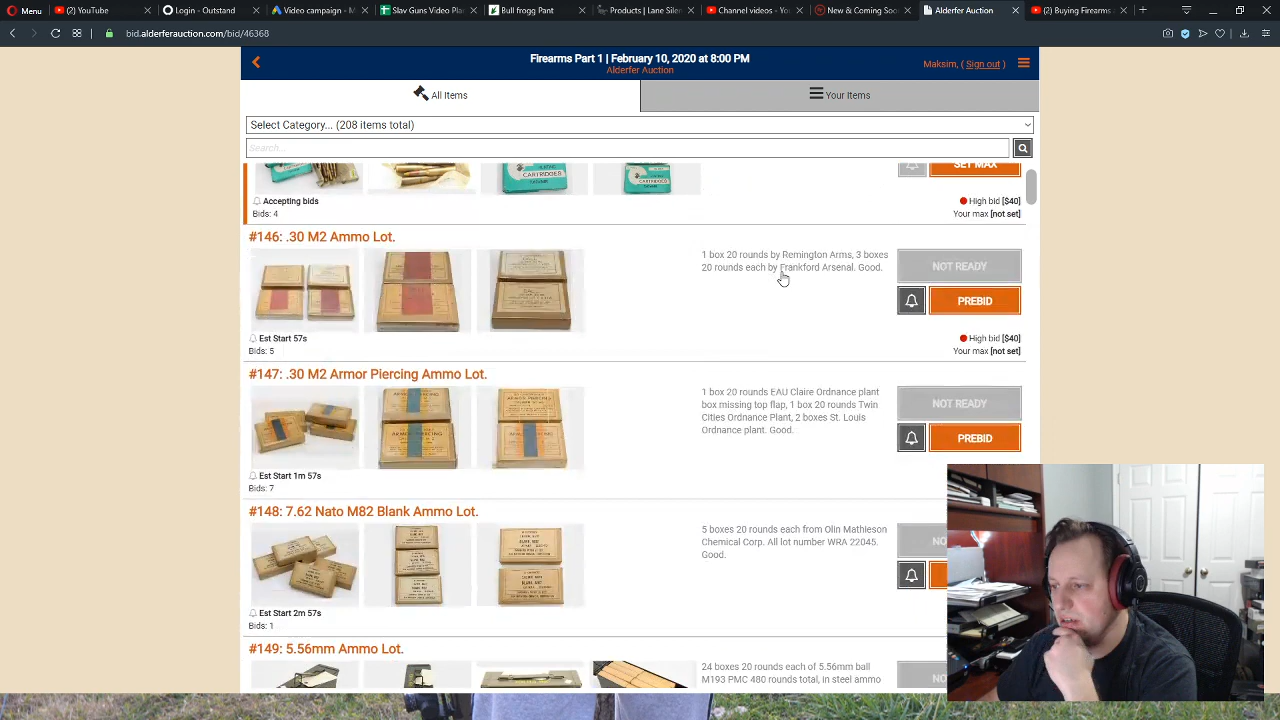 Menu (2) YouTube Login - Outstand Video campaign - M Slav Guns Video Pla Bull frogg Pant Products | Lane Silen Channel videos - Yo New & Coming Soo Alderfer Auction (2) Buying Firearms
bid.alderferauction.com/bid/46368
Firearms Part 1 | February 10, 2020 at 8:00 PM
Alderfer Auction
Maksim, ( Sign out )
All Items Your Items
Select Category... (208 items total)
Search...
CARTRIDGES
SET MAX
Accepting bids High bid [$40]
Bids: 4 Your max [not set]
#146: .30 M2 Ammo Lot.
1 box 20 rounds by Remington Arms, 3 boxes
20 rounds each by Frankford Arsenal. Good.
NOT READY
PREBID
Est Start 57s High bid [$40]
Bids: 5 Your max [not set]
#147: .30 M2 Armor Piercing Ammo Lot.
1 box 20 rounds EAU Claire Ordnance plant
box missing top flap, 1 box 20 rounds Twin
Cities Ordnance Plant, 2 boxes St. Louis
Ordnance plant. Good.
NOT READY
PREBID
Est Start 1m 57s
Bids: 7
#148: 7.62 Nato M82 Blank Ammo Lot.
5 boxes 20 rounds each from Olin Mathleson
Chemical Corp. All lot number WRA 22045.
Good.
NO
Est Start 2m 57s
Bids: 1
#149: 5.56mm Ammo Lot.
24 boxes 20 rounds each of 5.56mm ball
M193 PMC 480 rounds total, in steel ammo
NO